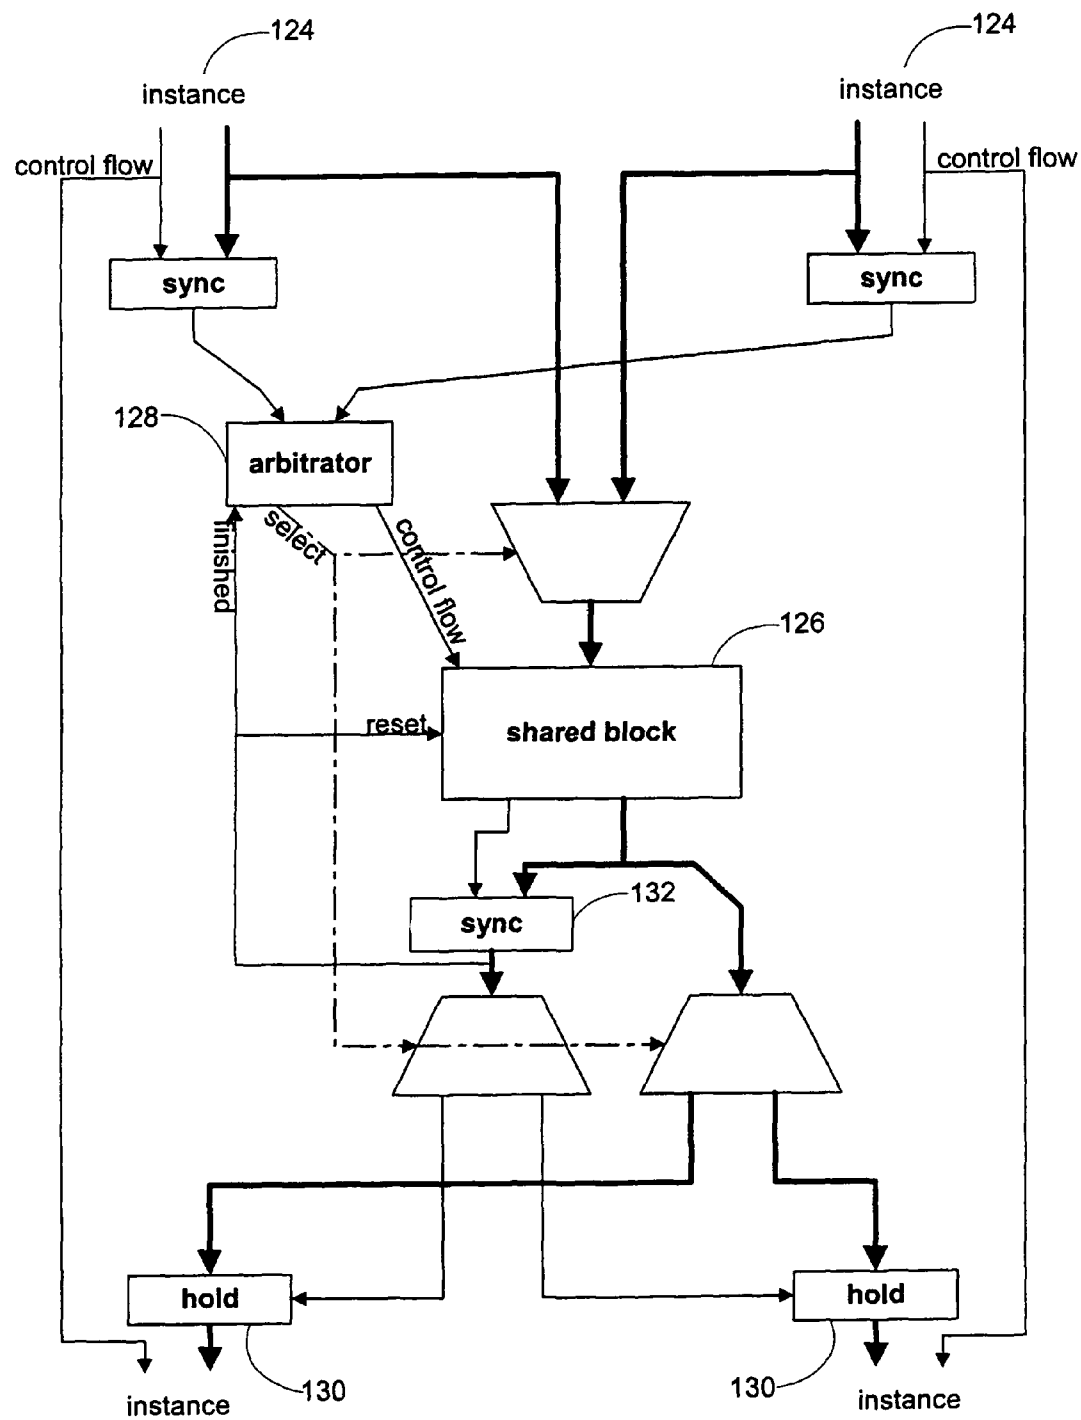 124
124
instance
instance
control flow
control flow
sync
sync
128
arbitrator
finished
select
control flow
126
reset
shared block
132
sync
hold
hold
130
130
instance
instance